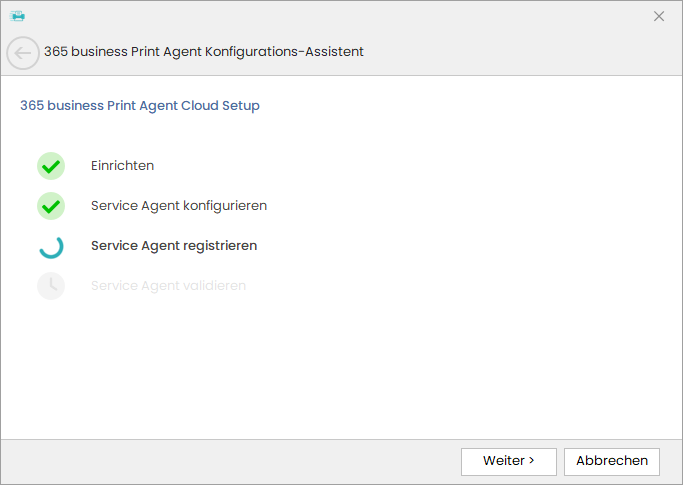 365 business Print Agent Konfigurations-Assistent
365 business Print Agent Cloud Setup
Einrichten
Service Agent konfigurieren
Service Agent registrieren
Service Agent validieren
Weiter >
Abbrechen